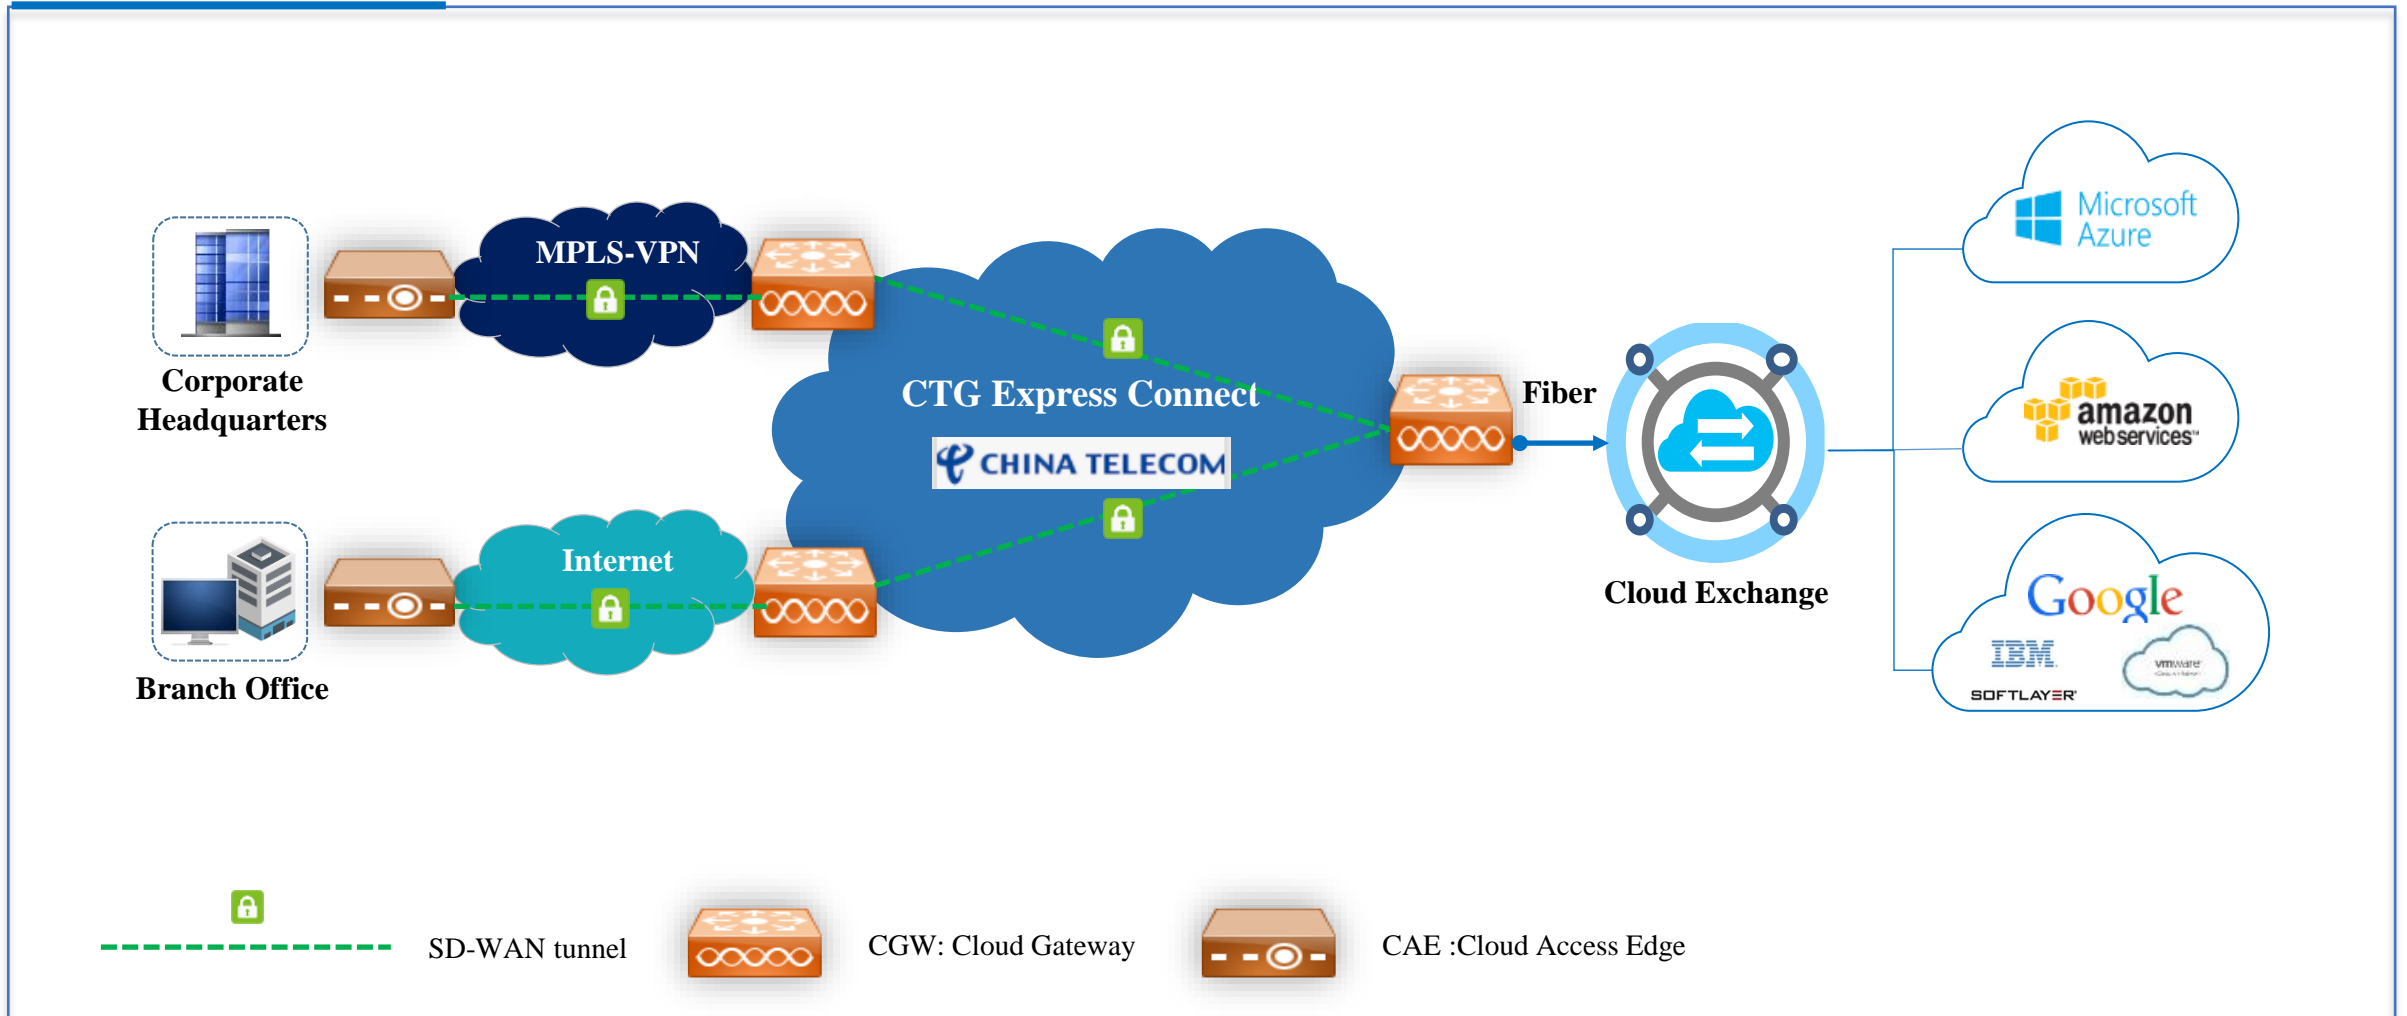 MPLS-VPN
Corporate
Headquarters
CTG Express Connect
CHINA TELECOM
Fiber
Internet
Branch Office
Cloud Exchange
Microsoft
Azure
amazon
webservices™
Google
IBM.
SOFTLAYER®
vmware
SD-WAN tunnel
CGW: Cloud Gateway
CAE :Cloud Access Edge